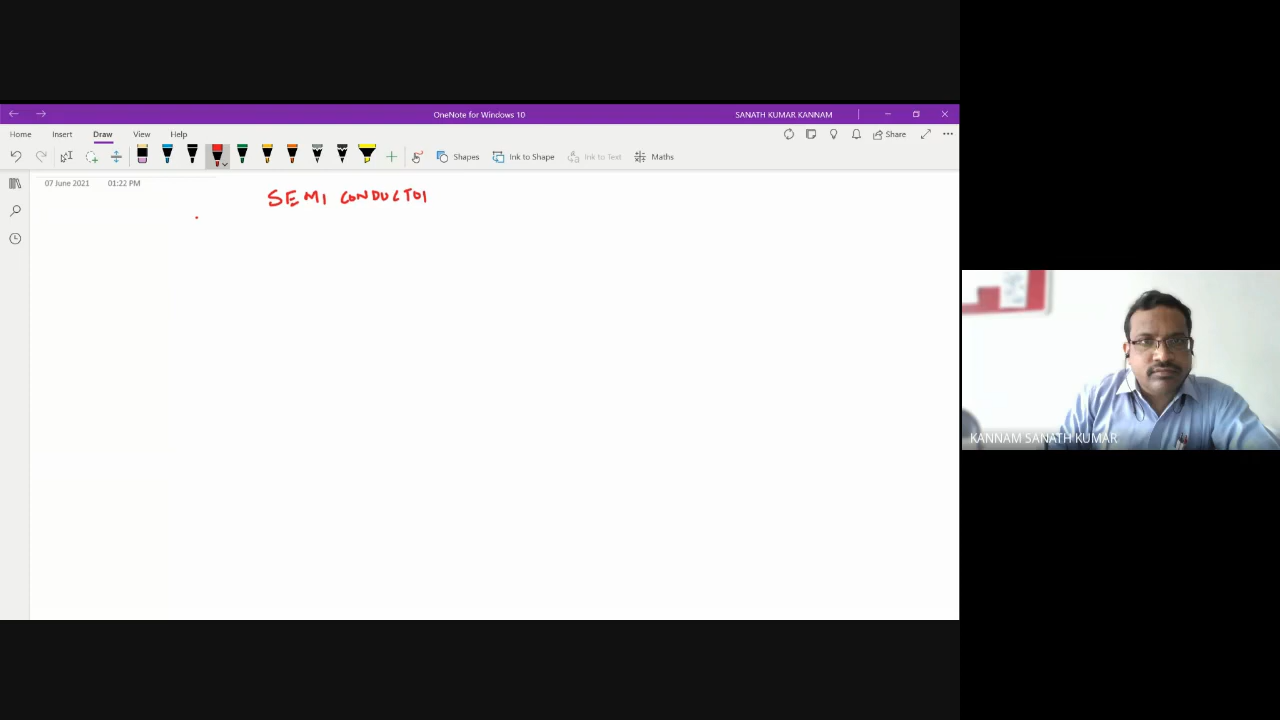 OneNote for Windows 10
SANATH KUMAR KANNAM
Home Insert Draw View Help
Share
Shapes Ink to Shape Ink to Text Maths
07 June 2021 01:22 PM
SEMI CONDUCTOI
KANNAM SANATH KUMAR